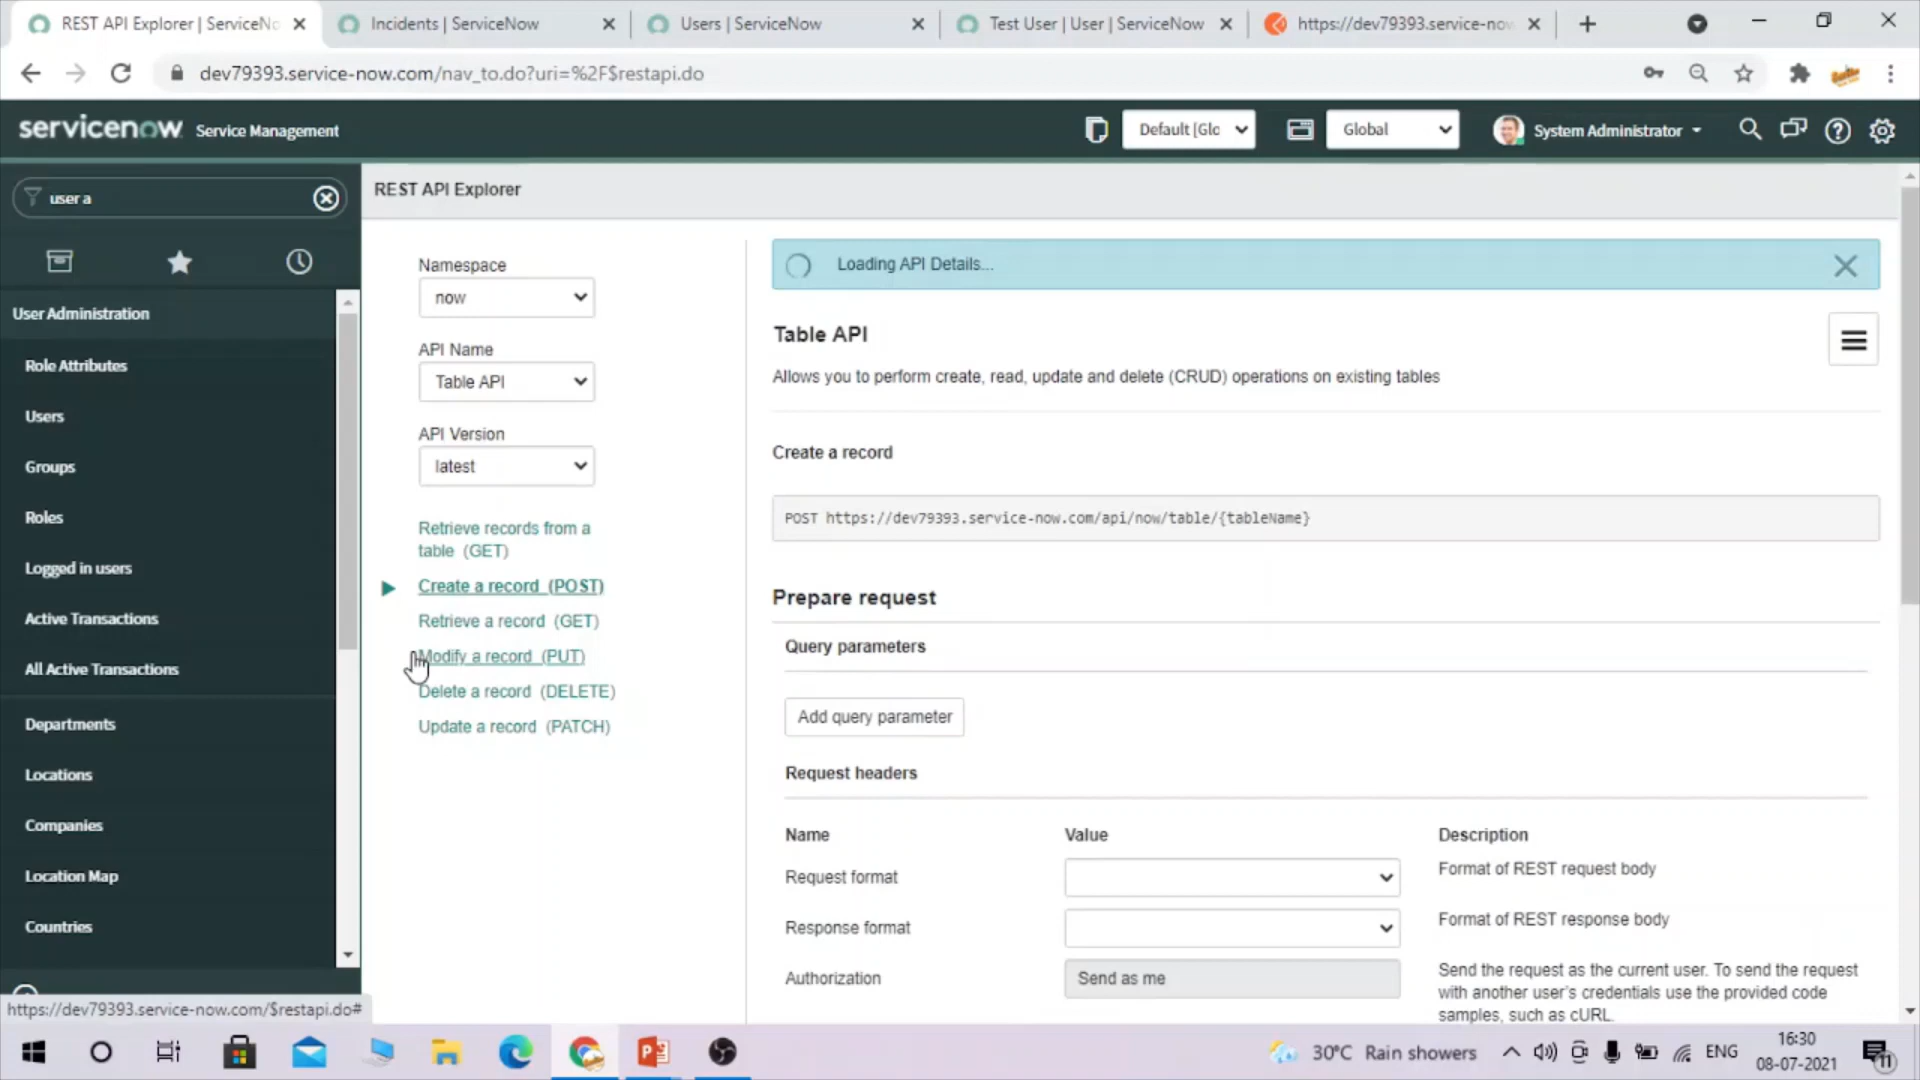 REST API Explorer | ServiceNo
Incidents | ServiceNow
Users | ServiceNow
Test User | User | ServiceNow
https://dev79393.service-now
dev79393.service-now.com/nav_to.do?uri=%2F$restapi.do
servicenow Service Management
Default [Glo
Global
System Administrator
user a
User Administration
Role Attributes
Users
Groups
Roles
Logged in users
Active Transactions
All Active Transactions
Departments
Locations
Companies
Location Map
Countries
https://dev79393.service-now.com/$restapi.do#
REST API Explorer
Namespace
now
API Name
Table API
API Version
latest
Retrieve records from a
table (GET)
Create a record (POST)
Retrieve a record (GET)
Modify a record (PUT)
Delete a record (DELETE)
Update a record (PATCH)
Loading API Details...
Table API
Allows you to perform create, read, update and delete (CRUD) operations on existing tables
Create a record
POST https://dev79393.service-now.com/api/now/table/{tableName}
Prepare request
Query parameters
Add query parameter
Request headers
Name Value Description
Request format Format of REST request body
Response format Format of REST response body
Authorization Send as me Send the request as the current user. To send the request
with another user's credentials use the provided code
samples, such as cURL.
30°C Rain showers
ENG
16:30
08-07-2021
11